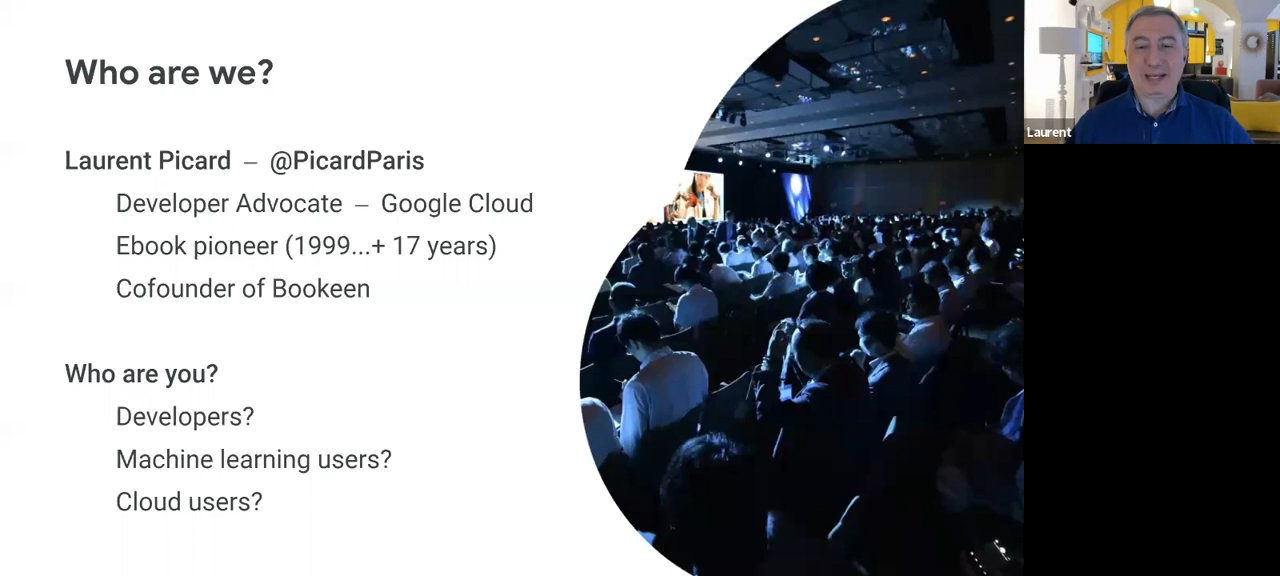 Who are we?
Laurent Picard – @PicardParis
Developer Advocate – Google Cloud
Ebook pioneer (1999...+ 17 years)
Cofounder of Bookeen
Who are you?
Developers?
Machine learning users?
Cloud users?
Laurent